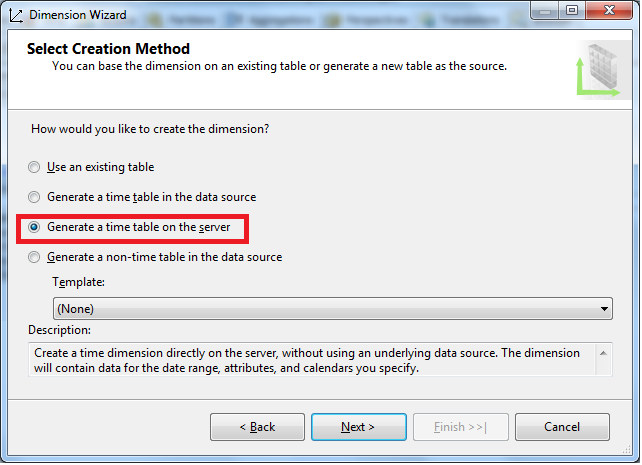 Dimension Wizard
Select Creation Method
You can base the dimension on an existing table or generate a new table as the source.
How would you like to create the dimension?
Use an existing table
Generate a time table in the data source
Generate a time table on the server
Generate a non-time table in the data source
Template:
(None)
Description:
Create a time dimension directly on the server, without using an underlying data source. The dimension
will contain data for the date range, attributes, and calendars you specify.
< Back
Next >
Finish >>|
Cancel